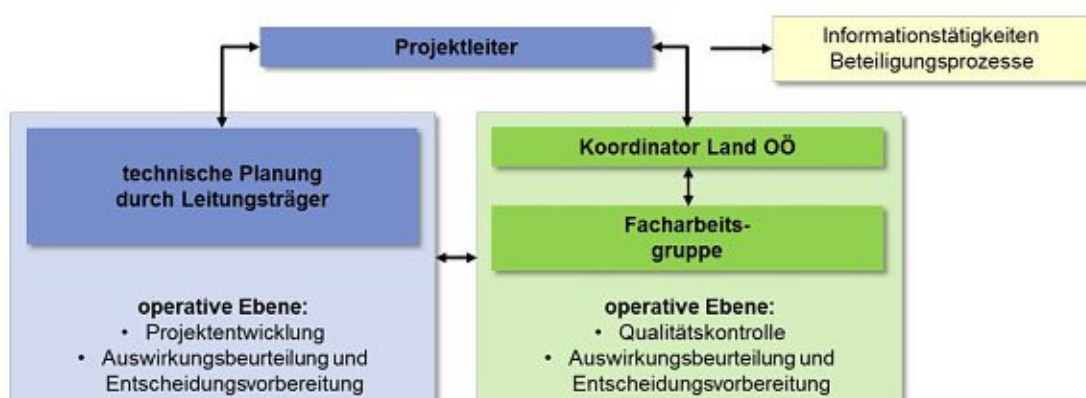 Projektleiter
Informationstätigkeiten
Beteiligungsprozesse
technische Planung
durch Leitungsträger
operative Ebene:
• Projektentwicklung
• Auswirkungsbeurteilung und
Entscheidungsvorbereitung
Koordinator Land OÖ
Facharbeits-
gruppe
operative Ebene:
• Qualitätskontrolle
• Auswirkungsbeurteilung und
Entscheidungsvorbereitung